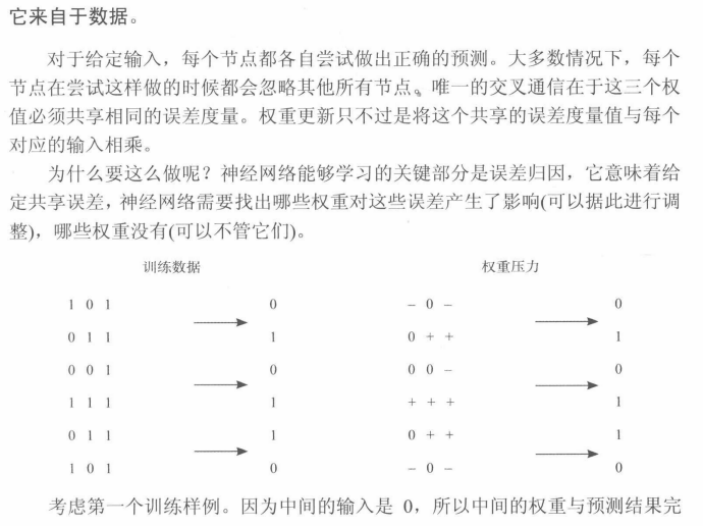 它来自于数据。
对于给定输入，每个节点都各自尝试做出正确的预测。大多数情况下，每个
节点在尝试这样做的时候都会忽略其他所有节点。唯一的交叉通信在于这三个权
值必须共享相同的误差度量。权重更新只不过是将这个共享的误差度量值与每个
对应的输入相乘。
为什么要这么做呢？神经网络能够学习的关键部分是误差归因，它意味着给
定共享误差，神经网络需要找出哪些权重对这些误差产生了影响(可以据此进行调
整)，哪些权重没有(可以不管它们)。
训练数据 权重压力
1 0 1 0 － 0 － 0
0 1 1 1 0 + + 1
0 0 1 0 0 0 － 0
1 1 1 1 + + + 1
0 1 1 1 0 + + 1
1 0 1 0 － 0 － 0
考虑第一个训练样例。因为中间的输入是 0，所以中间的权重与预测结果完